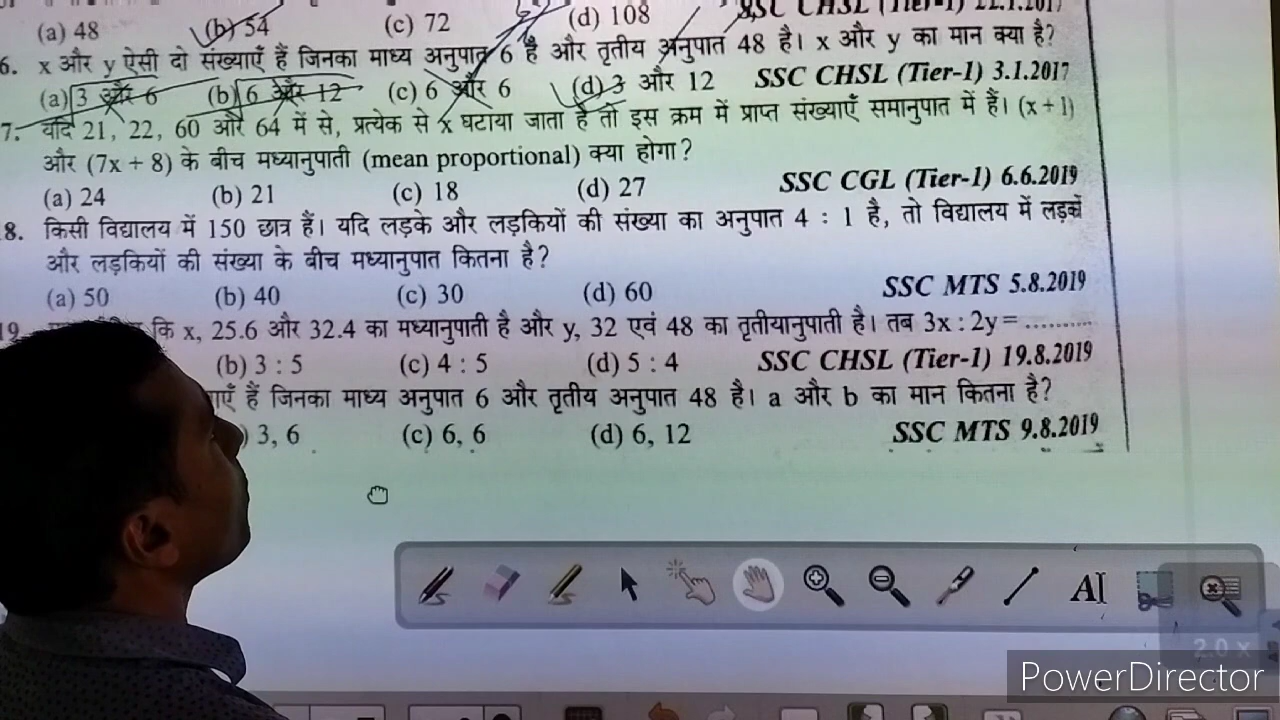 (a) 48 (b) 54 (c) 72 (d) 108 SSC CHSL (Tier-1) 22.1.2017
6. x और y ऐसी दो संख्याएँ हैं जिनका माध्य अनुपात 6 है और तृतीय अनुपात 48 है। x और y का मान क्या है?
(a) 3 और 6 (b) 6 और 12 (c) 6 और 6 (d) 3 और 12 SSC CHSL (Tier-1) 3.1.2017
7. यदि 21, 22, 60 और 64 में से, प्रत्येक से x घटाया जाता है तो इस क्रम में प्राप्त संख्याएँ समानुपात में हैं। (x + 1)
और (7x + 8) के बीच मध्यानुपाती (mean proportional) क्या होगा?
(a) 24 (b) 21 (c) 18 (d) 27 SSC CGL (Tier-1) 6.6.2019
8. किसी विद्यालय में 150 छात्र हैं। यदि लड़के और लड़कियों की संख्या का अनुपात 4 : 1 है, तो विद्यालय में लड़कों
और लड़कियों की संख्या के बीच मध्यानुपात कितना है?
(a) 50 (b) 40 (c) 30 (d) 60 SSC MTS 5.8.2019
19. कि x, 25.6 और 32.4 का मध्यानुपाती है और y, 32 एवं 48 का तृतीयानुपाती है। तब 3x : 2y = ...........
(b) 3 : 5 (c) 4 : 5 (d) 5 : 4 SSC CHSL (Tier-1) 19.8.2019
हैं जिनका माध्य अनुपात 6 और तृतीय अनुपात 48 है। a और b का मान कितना है?
) 3, 6 (c) 6, 6 (d) 6, 12 SSC MTS 9.8.2019
AI
2.0 x
PowerDirector